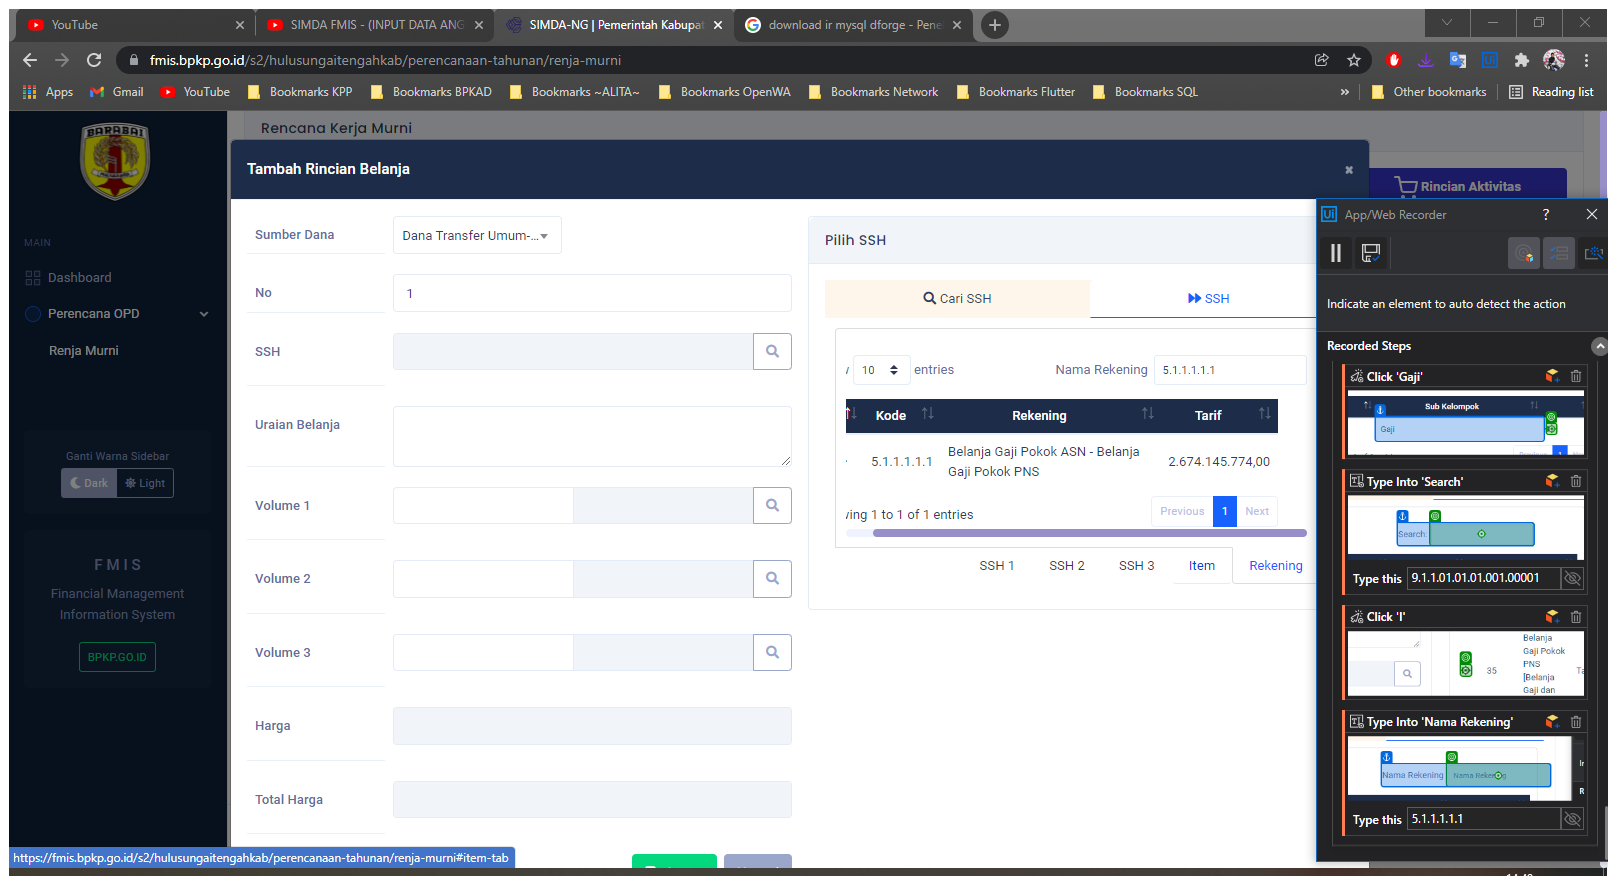 YouTube
SIMDA FMIS - (INPUT DATA ANG
SIMDA-NG | Pemerintah Kabupat
download ir mysql dforge - Pene
fmis.bpkp.go.id/s2/hulusungaitengahkab/perencanaan-tahunan/renja-murni
Apps
Gmail
YouTube
Bookmarks KPP
Bookmarks BPKAD
Bookmarks ~ALITA~
Bookmarks OpenWA
Bookmarks Network
Bookmarks Flutter
Bookmarks SQL
»
Other bookmarks
Reading list
BARABAI
MAIN
Dashboard
Perencana OPD
Renja Murni
Ganti Warna Sidebar
Dark
Light
FMIS
Financial Management
Information System
BPKP.GO.ID
Rencana Kerja Murni
Rincian Aktivitas
Tambah Rincian Belanja
Sumber Dana
Dana Transfer Umum-...
No
1
SSH
Uraian Belanja
Volume 1
Volume 2
Volume 3
Harga
Total Harga
Pilih SSH
Cari SSH
SSH
10
entries
Nama Rekening
5.1.1.1.1.1
Kode
Rekening
Tarif
5.1.1.1.1.1
Belanja Gaji Pokok ASN - Belanja
Gaji Pokok PNS
2.674.145.774,00
ving 1 to 1 of 1 entries
Previous
1
Next
SSH 1
SSH 2
SSH 3
Item
Rekening
Ui
App/Web Recorder
?
Indicate an element to auto detect the action
Recorded Steps
Click 'Gaji'
Sub Kelompok
Gaji
Type Into 'Search'
Search:
Type this
9.1.1.01.01.01.001.00001
Click 'I'
35
Belanja
Gaji Pokok
PNS
[Belanja
Gaji dan
Ta
Type Into 'Nama Rekening'
Nama Rekening
Type this
5.1.1.1.1.1
https://fmis.bpkp.go.id/s2/hulusungaitengahkab/perencanaan-tahunan/renja-murni#item-tab